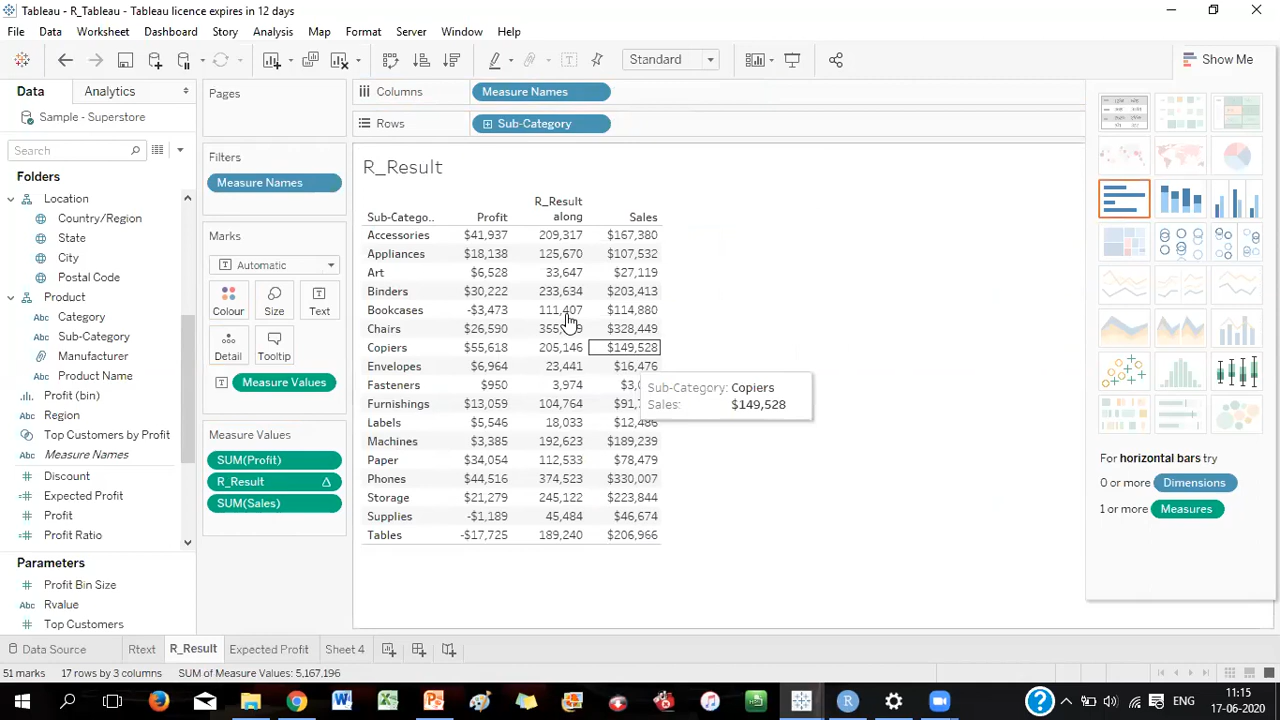 Tableau - R_Tableau - Tableau licence expires in 12 days
File Data Worksheet Dashboard Story Analysis Map Format Server Window Help
Standard Show Me
Data Analytics Pages Columns Measure Names
Sample - Superstore Rows Sub-Category
Search
Folders
Location
Country/Region
State
City
Postal Code
Product
Category
Sub-Category
Manufacturer
Product Name
Profit (bin)
Region
Top Customers by Profit
Measure Names
Discount
Expected Profit
Profit
Profit Ratio
Parameters
Profit Bin Size
Rvalue
Top Customers
Filters
Measure Names
Marks
Automatic
Colour Size Text
Detail Tooltip
Measure Values
Measure Values
SUM(Profit)
R_Result
SUM(Sales)
R_Result
R_Result
Sub-Catego.. Profit along Sales
Accessories $41,937 209,317 $167,380
Appliances $18,138 125,670 $107,532
Art $6,528 33,647 $27,119
Binders $30,222 233,634 $203,413
Bookcases -$3,473 111,407 $114,880
Chairs $26,590 $328,449
Copiers $55,618 205,146 $149,528
Envelopes $6,964 23,441 $16,476
Fasteners $950 3,974
Furnishings $13,059 104,764
Labels $5,546 18,033 $12,486
Machines $3,385 192,623 $189,239
Paper $34,054 112,533 $78,479
Phones $44,516 374,523 $330,007
Storage $21,279 245,122 $223,844
Supplies -$1,189 45,484 $46,674
Tables -$17,725 189,240 $206,966
Sub-Category: Copiers
Sales: $149,528
For horizontal bars try
0 or more Dimensions
1 or more Measures
Data Source Rtext R_Result Expected Profit Sheet 4
51 marks 17 rows by 3 columns SUM of Measure Values: 5,167,196
ENG
11:15
17-06-2020